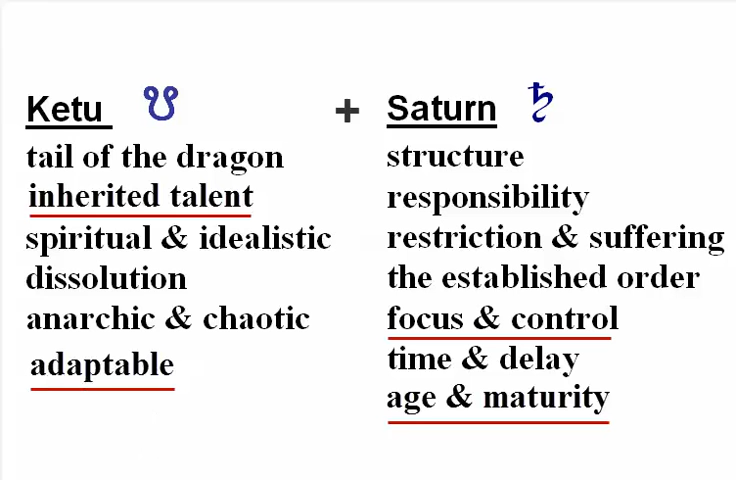 Ketu ☋ + Saturn ♄
tail of the dragon
inherited talent
spiritual & idealistic
dissolution
anarchic & chaotic
adaptable
structure
responsibility
restriction & suffering
the established order
focus & control
time & delay
age & maturity